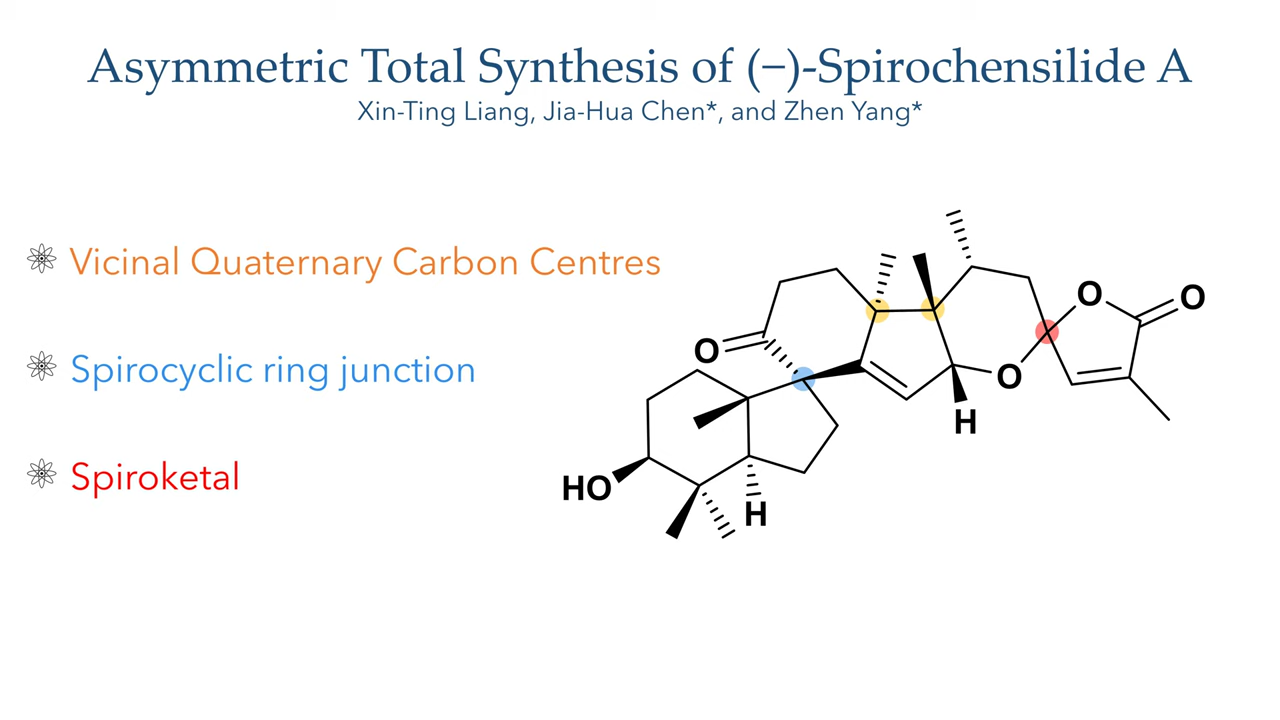 Asymmetric Total Synthesis of (−)-Spirochensilide A
Xin-Ting Liang, Jia-Hua Chen*, and Zhen Yang*
Vicinal Quaternary Carbon Centres
Spirocyclic ring junction
Spiroketal
O
O
O
O
H
HO
H